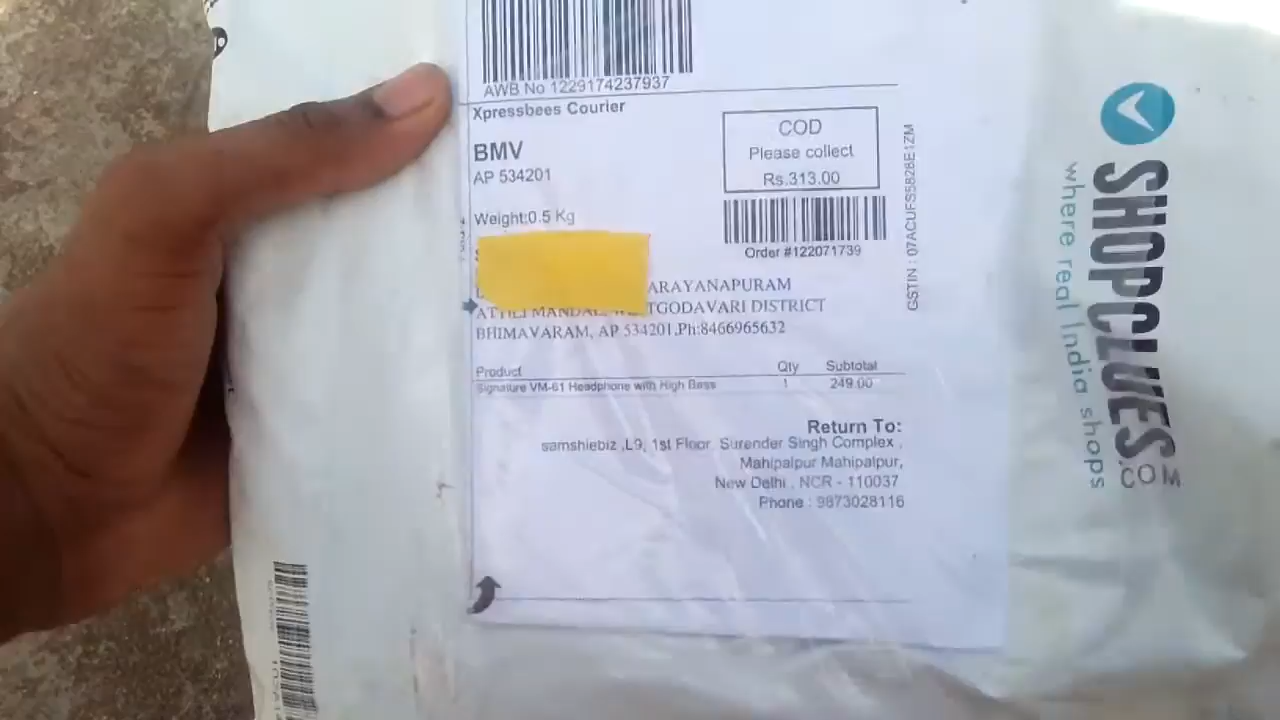 AWB No 1229174237937
Xpressbees Courier
BMV
AP 534201
COD
Please collect
Rs.313.00
Weight:0.5 Kg
Order #122071739
GSTIN : 07ACUFS5828E1ZM
ARAYANAPURAM
ATTILI MANDAL TGODAVARI DISTRICT
BHIMAVARAM, AP 534201,Ph:8466965632
Product Qty Subtotal
Signature VM-61 Headphone with High Bass 1 249.00
Return To:
samshiebiz ,L9, 1st Floor Surender Singh Complex ,
Mahipalpur Mahipalpur,
New Delhi , NCR - 110037
Phone : 9873028116
SHOPCLUES.COM
where real India shops